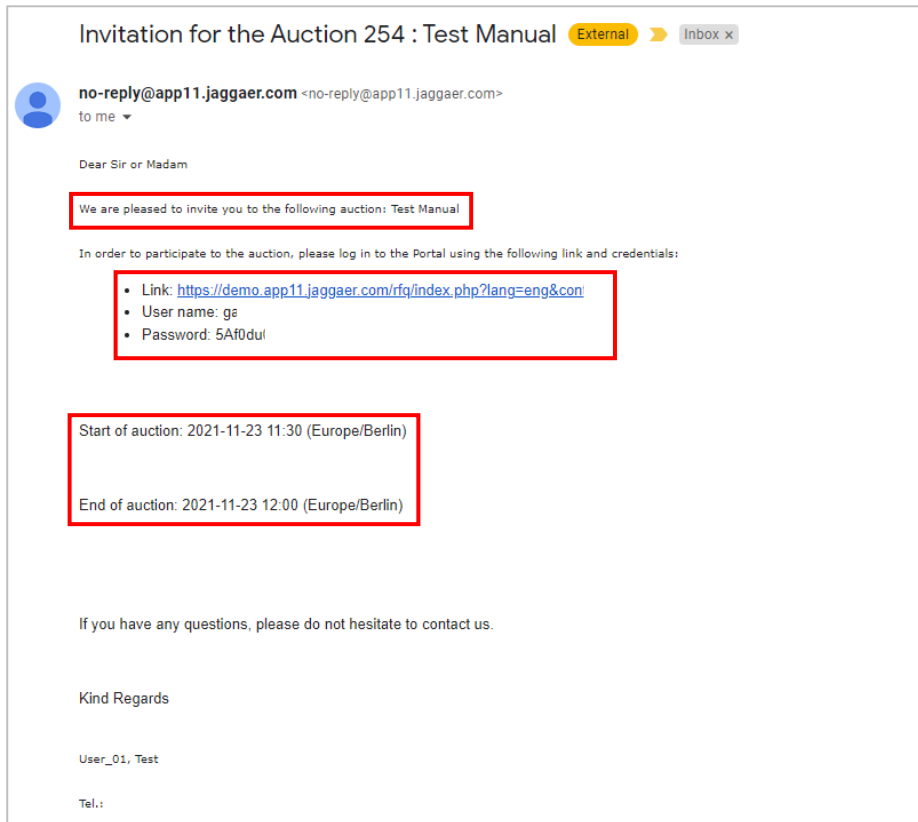 Invitation for the Auction 254 : Test Manual External Inbox x
no-reply@app11.jaggaer.com <no-reply@app11.jaggaer.com>
to me
Dear Sir or Madam
We are pleased to invite you to the following auction: Test Manual
In order to participate to the auction, please log in to the Portal using the following link and credentials:
• Link: https://demo.app11.jaggaer.com/rfq/index.php?lang=eng&con
• User name: ga
• Password: 5Af0du
Start of auction: 2021-11-23 11:30 (Europe/Berlin)
End of auction: 2021-11-23 12:00 (Europe/Berlin)
If you have any questions, please do not hesitate to contact us.
Kind Regards
User_01, Test
Tel.: